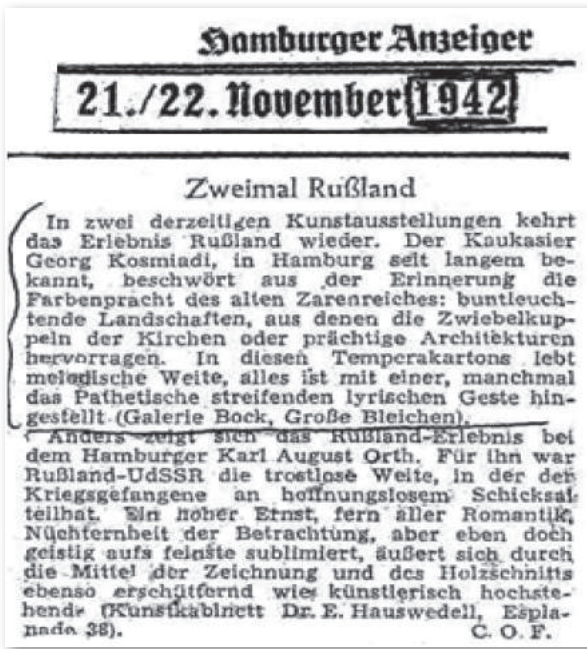 Hamburger Anzeiger
21./22. November 1942
Zweimal Rußland
In zwei derzeitigen Kunstausstellungen kehrt
das Erlebnis Rußland wieder. Der Kaukasier
Georg Kosmiadi, in Hamburg seit langem be-
kannt, beschwört aus der Erinnerung die
Farbenpracht des alten Zarenreiches: buntleuch-
tende Landschaften, aus denen die Zwiebelkup-
peln der Kirchen oder prächtige Architekturen
hervorragen. In diesen Temperakartons lebt
melodische Weite, alles ist mit einer, manchmal
das Pathetische streifenden lyrischen Geste hin-
gestellt (Galerie Bock, Große Bleichen).
Anders zeigt sich das Rußland-Erlebnis bei
dem Hamburger Karl August Orth. Für ihn war
Rußland-UdSSR die trostlose Weite, in der der
Kriegsgefangene an hoffnungslosem Schicksal
teilhat. Ein hoher Ernst, fern aller Romantik,
Nüchternheit der Betrachtung, aber eben doch
geistig aufs feinste sublimiert, äußert sich durch
die Mittel der Zeichnung und des Holzschnitts
ebenso erschütternd wie künstlerisch hochste-
hend (Kunstkabinett Dr. E. Hauswedell, Espla-
nade 38). C. O. F.